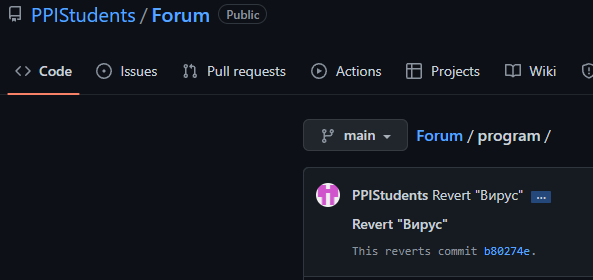 PPIStudents / Forum Public
Code Issues Pull requests Actions Projects Wiki
main Forum / program /
PPIStudents Revert "Вирус" ...
Revert "Вирус"
This reverts commit b80274e.